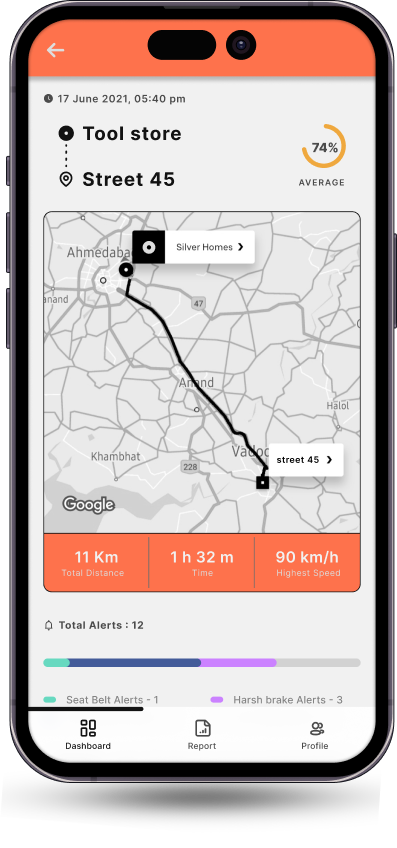 17 June 2021, 05:40 pm
Tool store
Street 45
74%
AVERAGE
Silver Homes
Ahmedaba
anand
47
Anand
Hālol
Vadod
street 45
Khambhat
228
Google
11 Km
1 h 32 m
90 km/h
Total Distance
Time
Highest Speed
Total Alerts : 12
Seat Belt Alerts - 1
Harsh brake Alerts - 3
Dashboard
Report
Profile